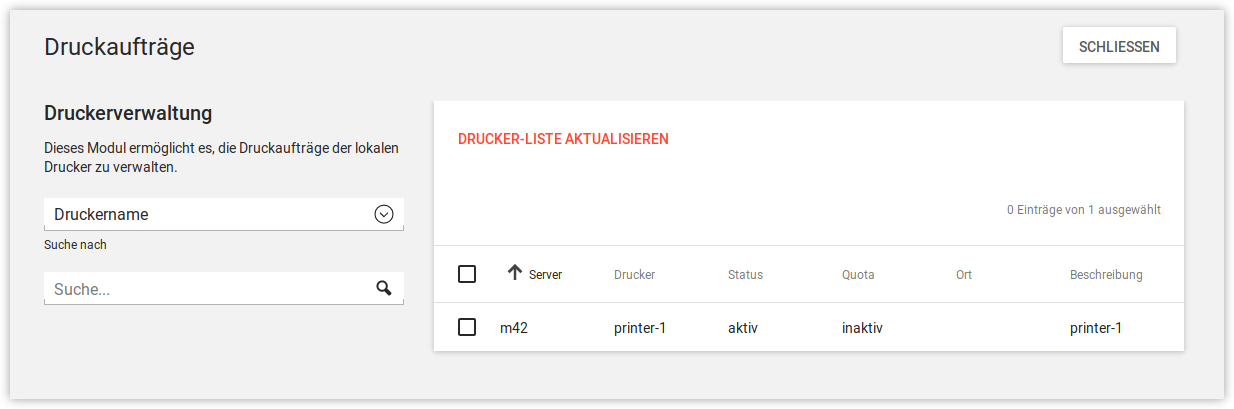 Druckaufträge
SCHLIESSEN
Druckerverwaltung
Dieses Modul ermöglicht es, die Druckaufträge der lokalen
Drucker zu verwalten.
Druckername
Suche nach
Suche...
DRUCKER-LISTE AKTUALISIEREN
0 Einträge von 1 ausgewählt
Server Drucker Status Quota Ort Beschreibung
m42 printer-1 aktiv inaktiv printer-1